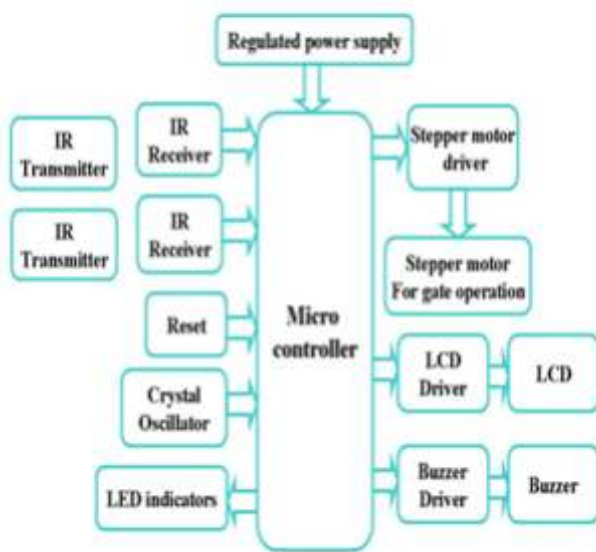 Regulated power supply
IR
Transmitter
IR
Receiver
Stepper motor
driver
IR
Transmitter
IR
Receiver
Stepper motor
For gate operation
Reset
Micro
controller
LCD
Driver
LCD
Crystal
Oscillator
LED indicators
Buzzer
Driver
Buzzer